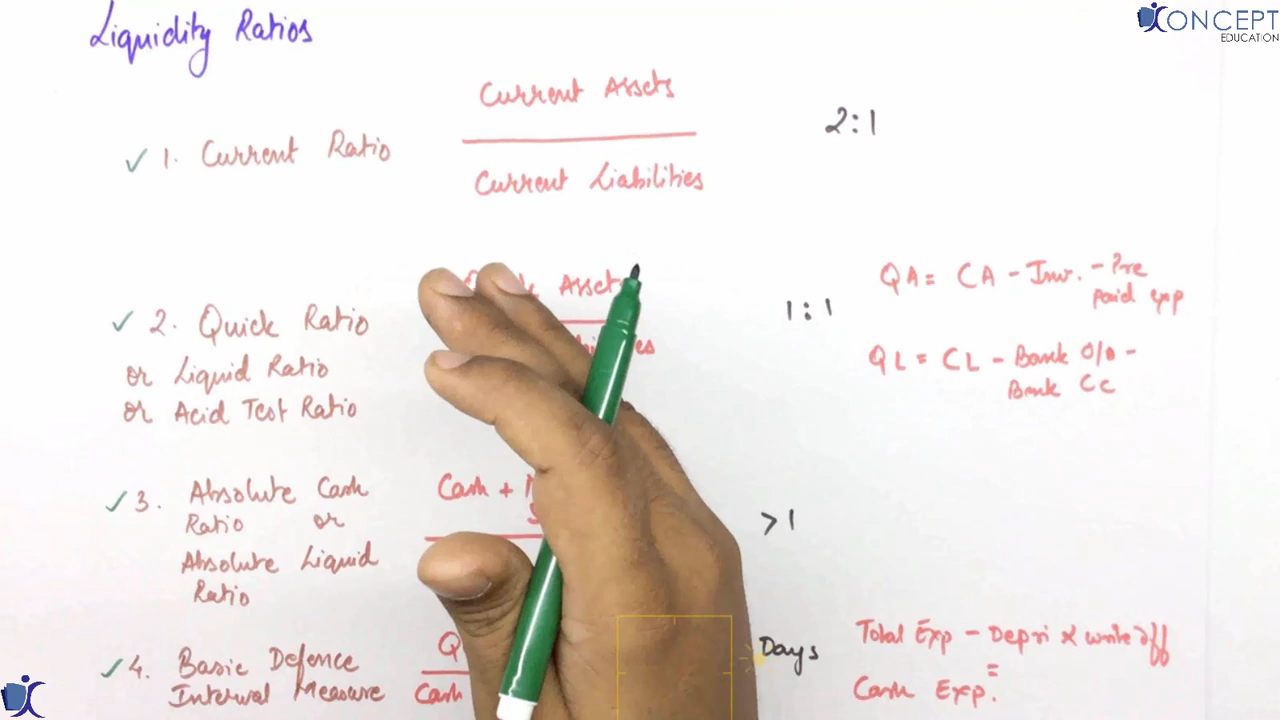 Liquidity Ratios
KONCEPT
EDUCATION
✓ 1. Current Ratio
Current Assets
Current Liabilities
2:1
✓ 2. Quick Ratio
or Liquid Ratio
or Acid Test Ratio
Assets
1:1
QA = CA - Inv. - Pre
paid exp
QL = CL - Bank O/D -
Bank CC
✓ 3. Absolute Cash
Ratio or
Absolute Liquid
Ratio
Cash +
>1
✓ 4. Basic Defence
Interval Measure
Q
Cash
Days
Total Exp - Depri & write off
=
Cash Exp.